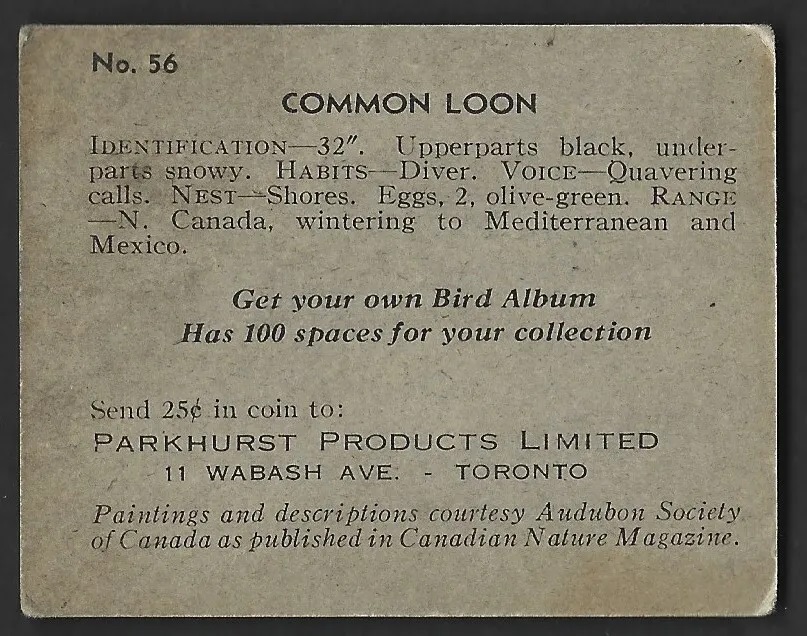 No. 56
COMMON LOON
IDENTIFICATION—32″. Upperparts black, under-
parts snowy. HABITS—Diver. VOICE—Quavering
calls. NEST—Shores. Eggs, 2, olive-green. RANGE
—N. Canada, wintering to Mediterranean and
Mexico.
Get your own Bird Album
Has 100 spaces for your collection
Send 25¢ in coin to:
PARKHURST PRODUCTS LIMITED
11 WABASH AVE. - TORONTO
Paintings and descriptions courtesy Audubon Society
of Canada as published in Canadian Nature Magazine.